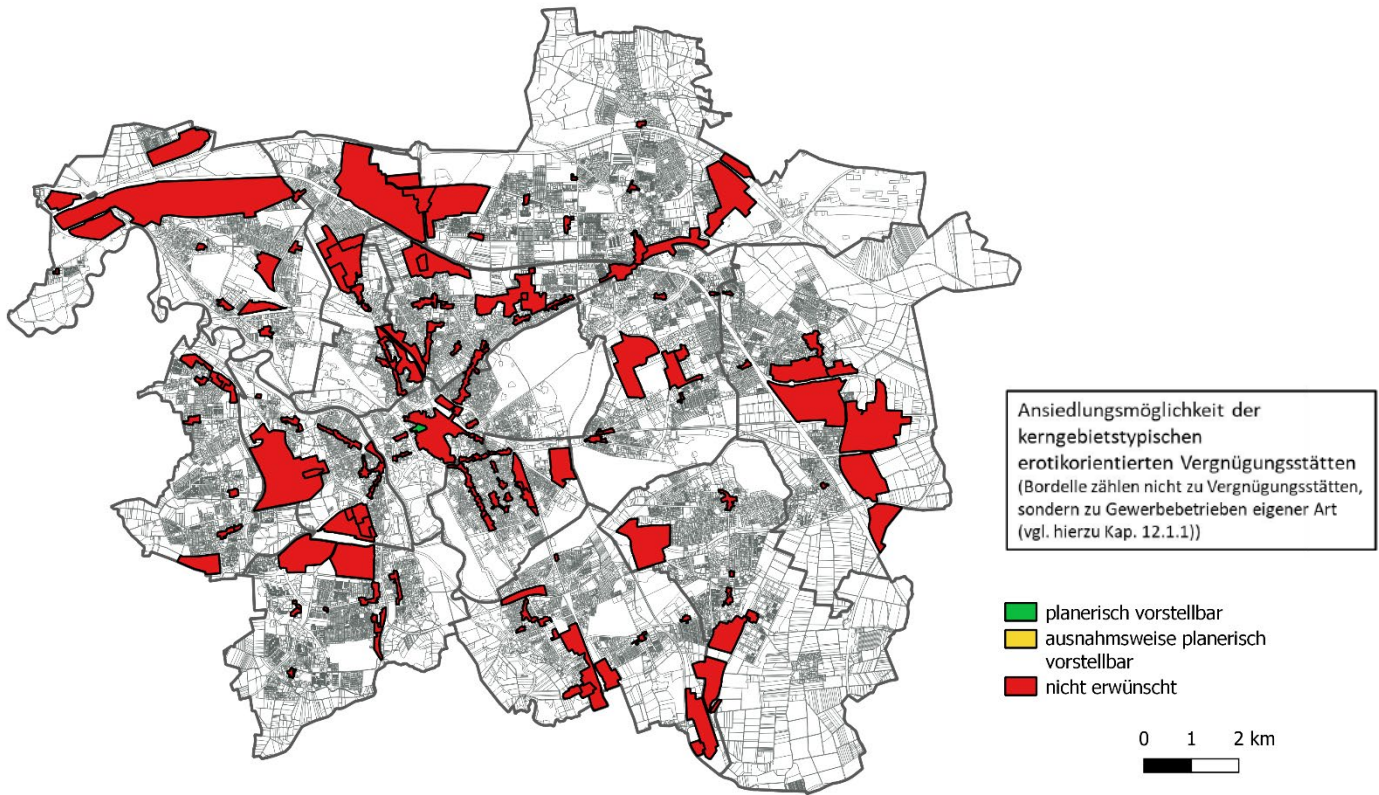 Ansiedlungsmöglichkeit der
kerngebietstypischen
erotikorientierten Vergnügungsstätten
(Bordelle zählen nicht zu Vergnügungsstätten,
sondern zu Gewerbebetrieben eigener Art
(vgl. hierzu Kap. 12.1.1))
planerisch vorstellbar
ausnahmsweise planerisch
vorstellbar
nicht erwünscht
0 1 2 km